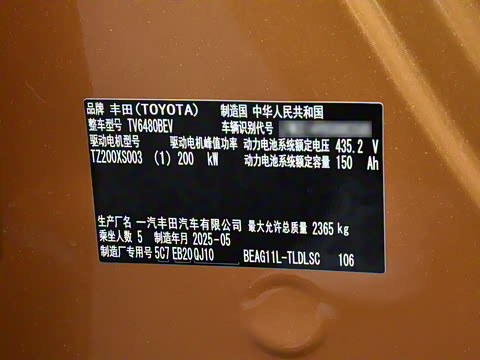 品牌 丰田(TOYOTA) 制造国 中华人民共和国
整车型号 TV6480BEV 车辆识别代号
驱动电机型号 驱动电机峰值功率 动力电池系统额定电压 435.2 V
TZ200XS003 (1) 200 kW 动力电池系统额定容量 150 Ah
生产厂名 一汽丰田汽车有限公司 最大允许总质量 2365 kg
乘坐人数 5 制造年月 2025-05
制造厂专用号 5C7 EB20 QJ10 BEAG11L-TLDLSC 106